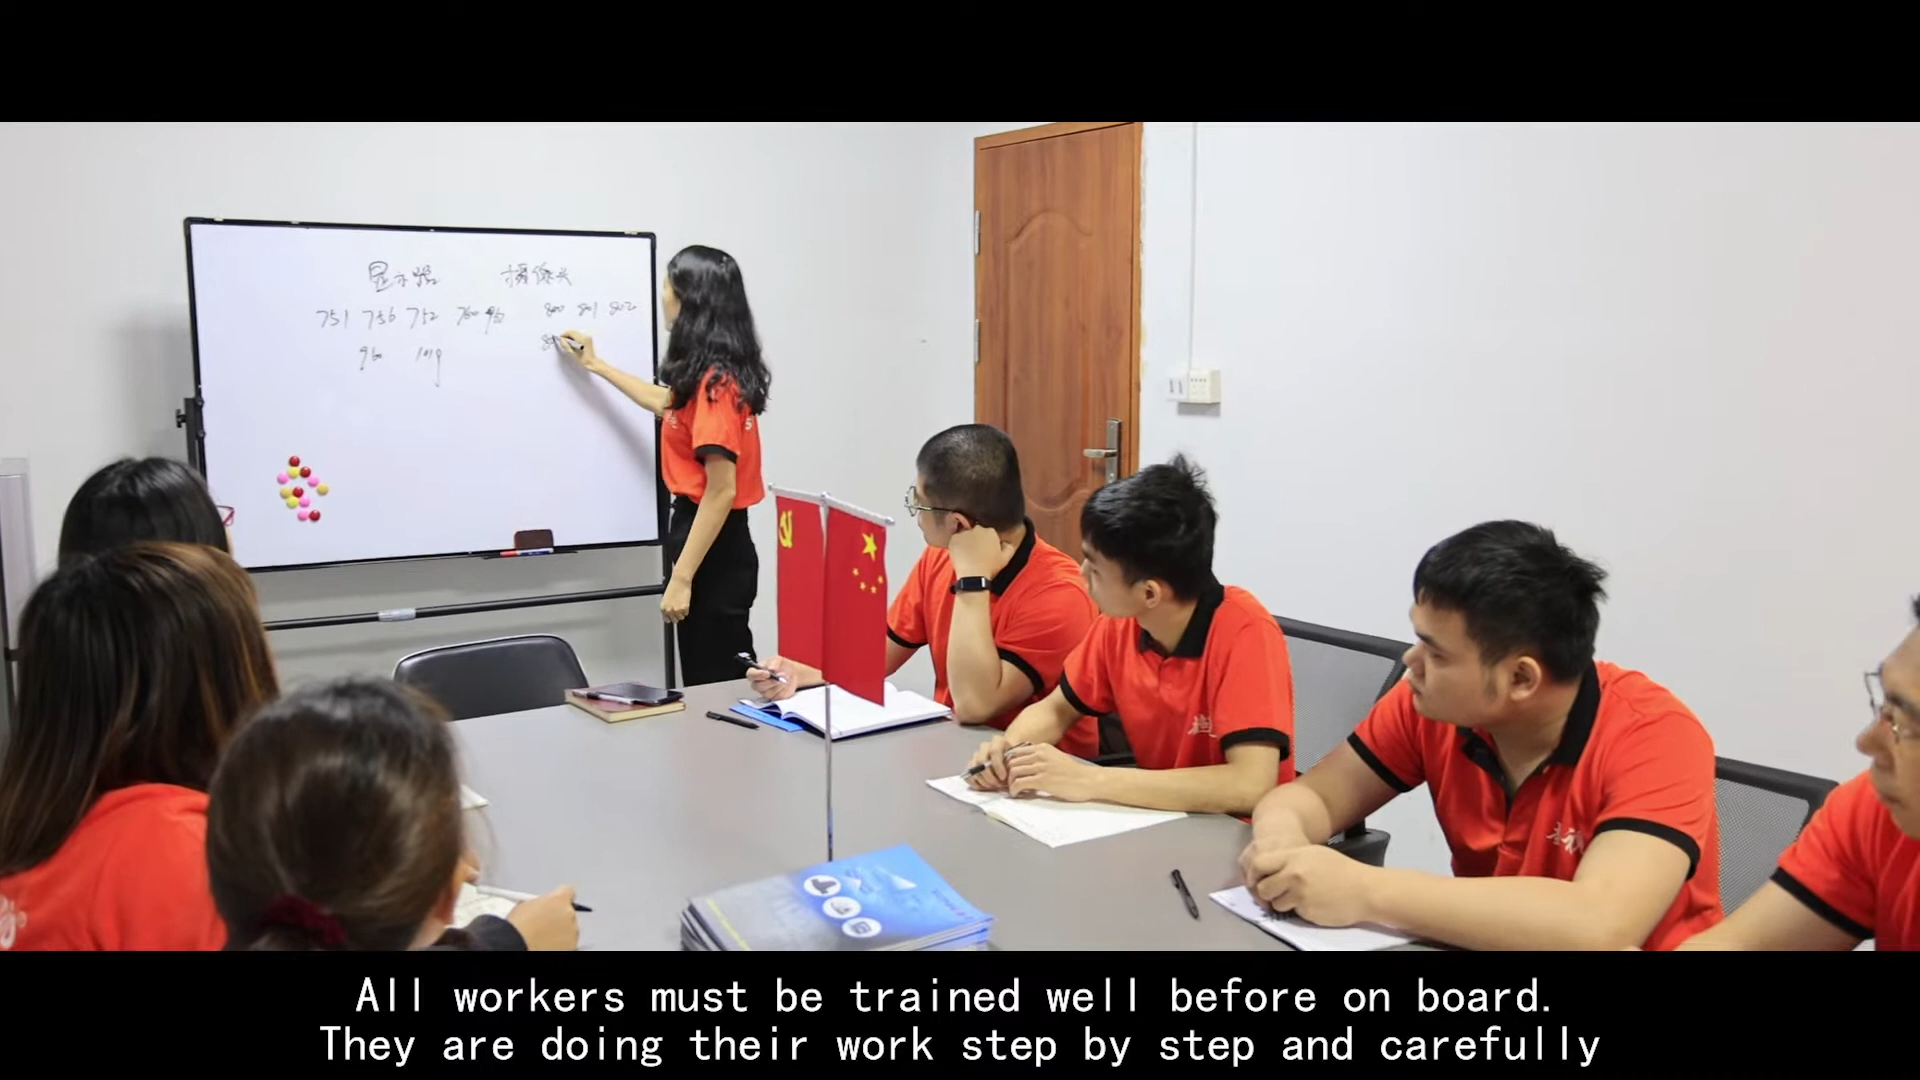 显示器 摄像头
751 756 752 760 960 800 801 802
960 1019
All workers must be trained well before on board.
They are doing their work step by step and carefully